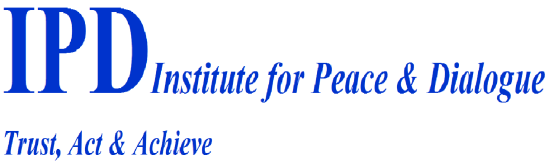 IPD Institute for Peace & Dialogue
Trust, Act & Achieve